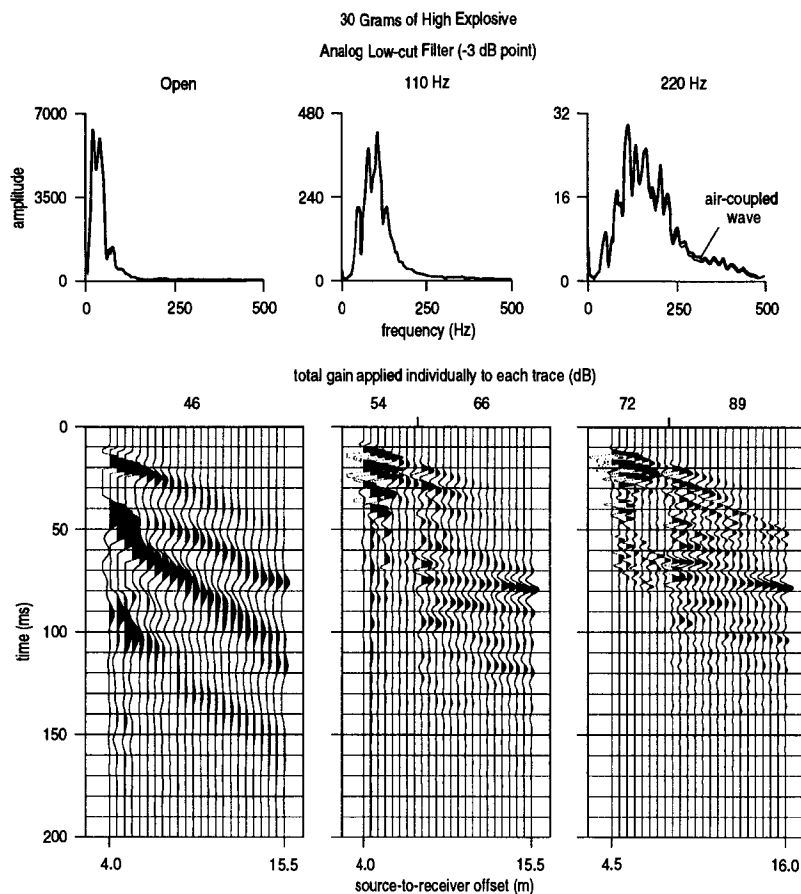 30 Grams of High Explosive
Analog Low-cut Filter (-3 dB point)
Open 110 Hz 220 Hz
7000 480 32
3500 240 16
0 0 0
amplitude
air-coupled
wave
0 250 500 0 250 500 0 250 500
frequency (Hz)
total gain applied individually to each trace (dB)
46 54 66 72 89
0
50
100
150
200
time (ms)
4.0 15.5 4.0 15.5 4.5 16.0
source-to-receiver offset (m)